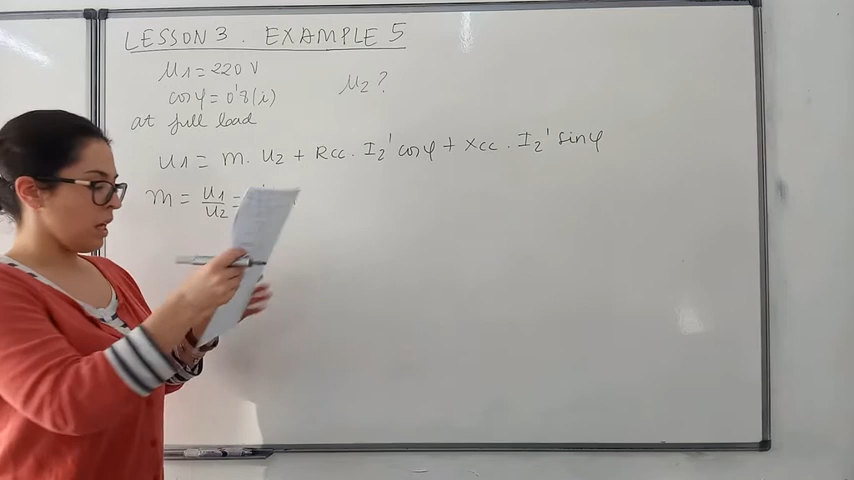 LESSON 3. EXAMPLE 5
U1 = 220 V
U2?
cos φ = 0'8 (i)
at full load
U1 = m · U2 + Rcc · I2' cos φ + Xcc · I2' sin φ
m = U1/U2 =